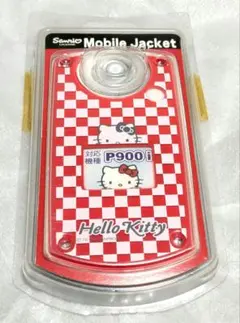 Sanrio
Mobile Jacket
対応
機種
P900i
Hello Kitty